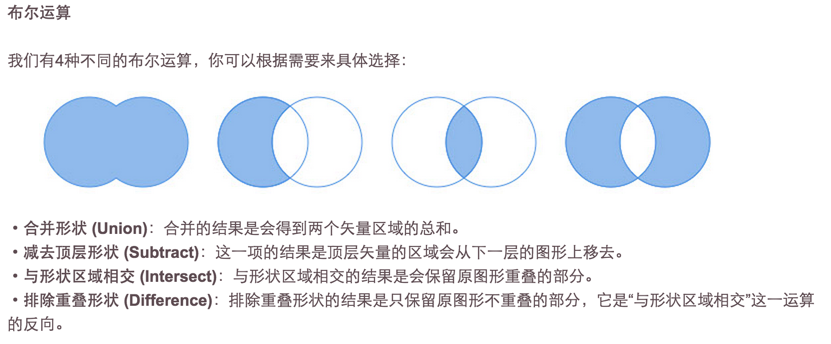 布尔运算
我们有4种不同的布尔运算，你可以根据需要来具体选择：
• 合并形状 (Union)：合并的结果是会得到两个矢量区域的总和。
• 减去顶层形状 (Subtract)：这一项的结果是顶层矢量的区域会从下一层的图形上移去。
• 与形状区域相交 (Intersect)：与形状区域相交的结果是会保留原图形重叠的部分。
• 排除重叠形状 (Difference)：排除重叠形状的结果是只保留原图形不重叠的部分，它是“与形状区域相交”这一运算
的反向。